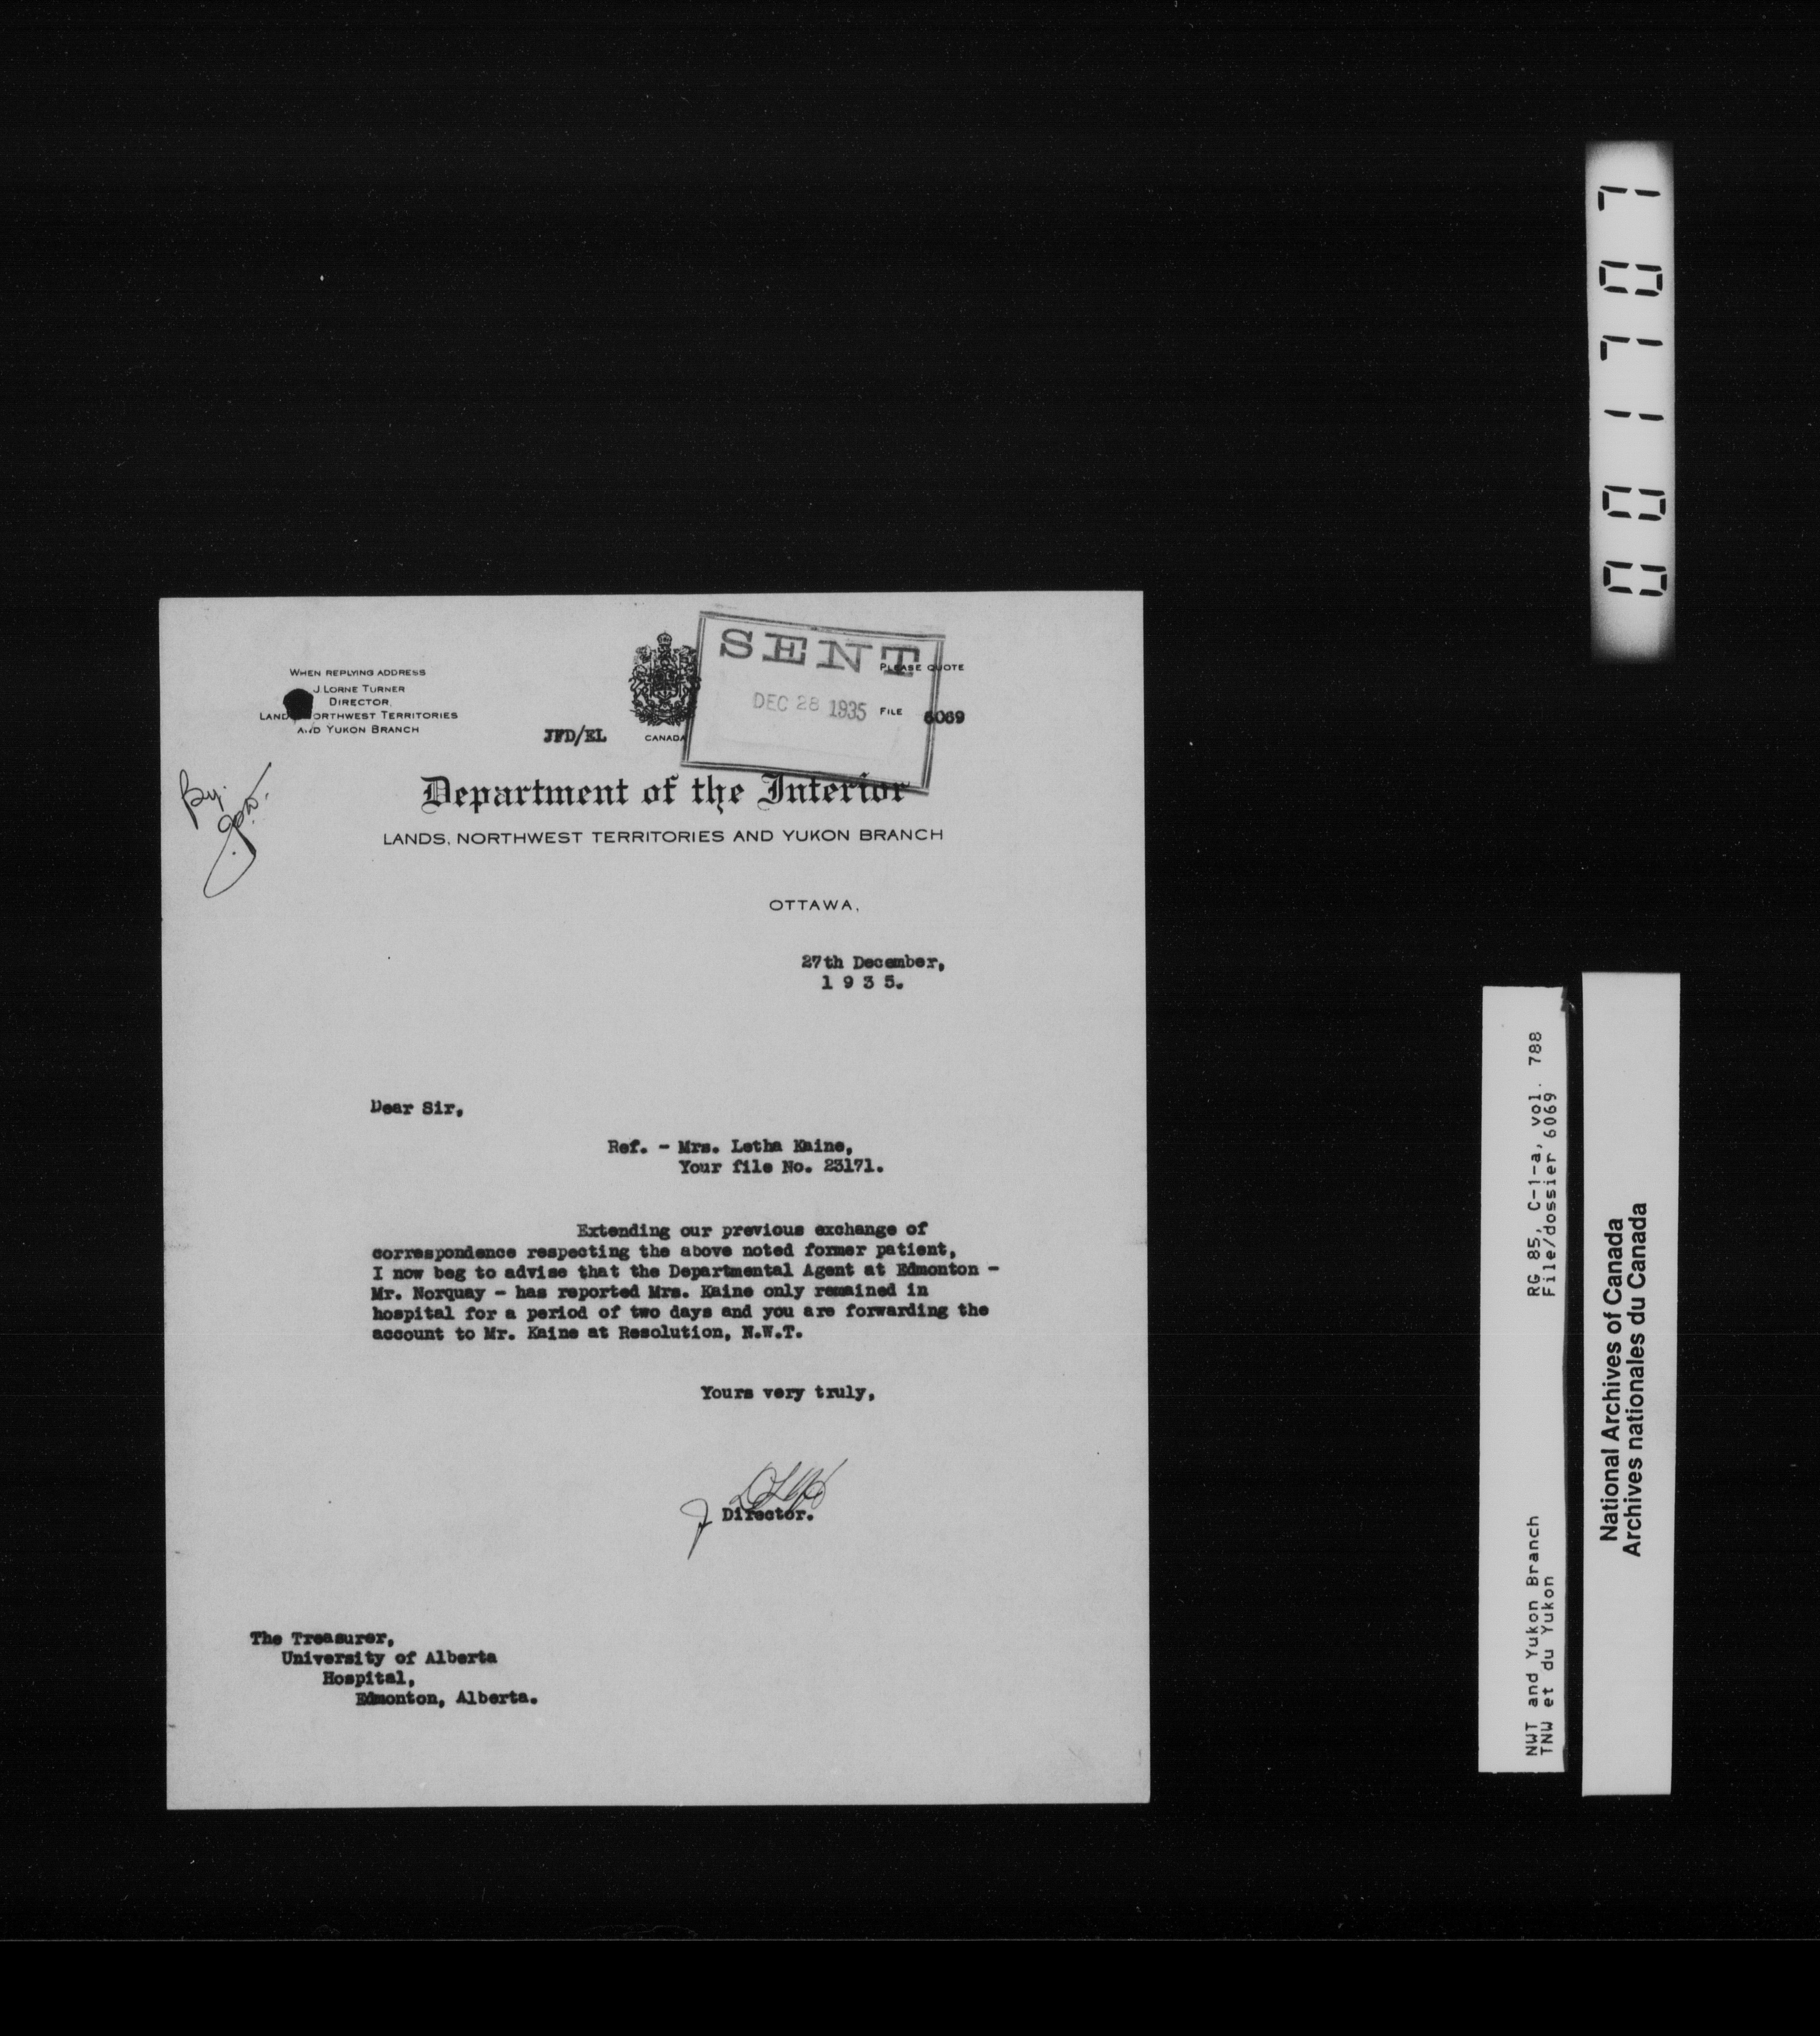 WHEN REPLYING ADDRESS
J LORNE TURNER
DIRECTOR,
LAND ORTHWEST TERRITORIES
AND YUKON BRANCH
JFD/EL
CANADA
SENT
DEC 28 1935
PLEASE QUOTE
FILE 6069
By.
Department of the Interior
LANDS, NORTHWEST TERRITORIES AND YUKON BRANCH
OTTAWA,
27th December,
1 9 3 5.
Dear Sir,
Ref. - Mrs. Letha Kaine,
Your file No. 23171.
Extending our previous exchange of
correspondence respecting the above noted former patient,
I now beg to advise that the Departmental Agent at Edmonton -
Mr. Norquay - has reported Mrs. Kaine only remained in
hospital for a period of two days and you are forwarding the
account to Mr. Kaine at Resolution, N.W.T.
Yours very truly,
Director.
The Treasurer,
University of Alberta
Hospital,
Edmonton, Alberta.
001707
RG 85, C-1-a, vol. 788
File/dossier 6069
NWT and Yukon Branch
TNW et du Yukon
National Archives of Canada
Archives nationales du Canada